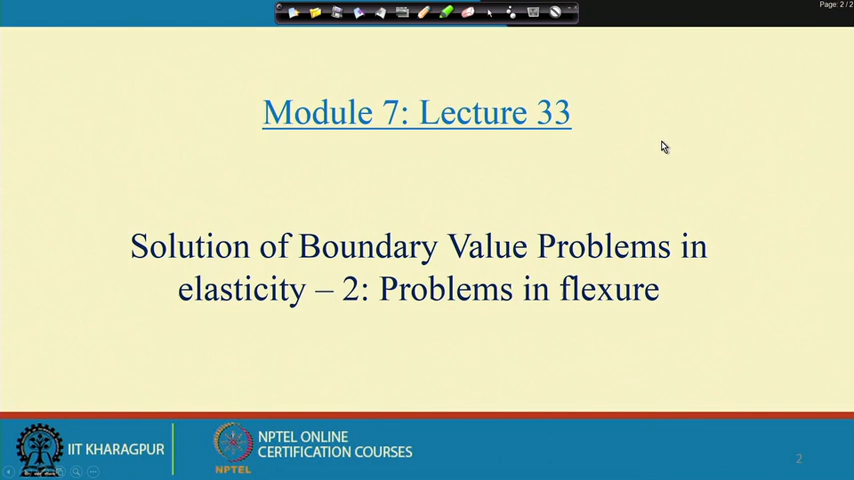 Page: 2 / 2
Module 7: Lecture 33
Solution of Boundary Value Problems in
elasticity – 2: Problems in flexure
IIT KHARAGPUR
NPTEL
NPTEL ONLINE
CERTIFICATION COURSES
2